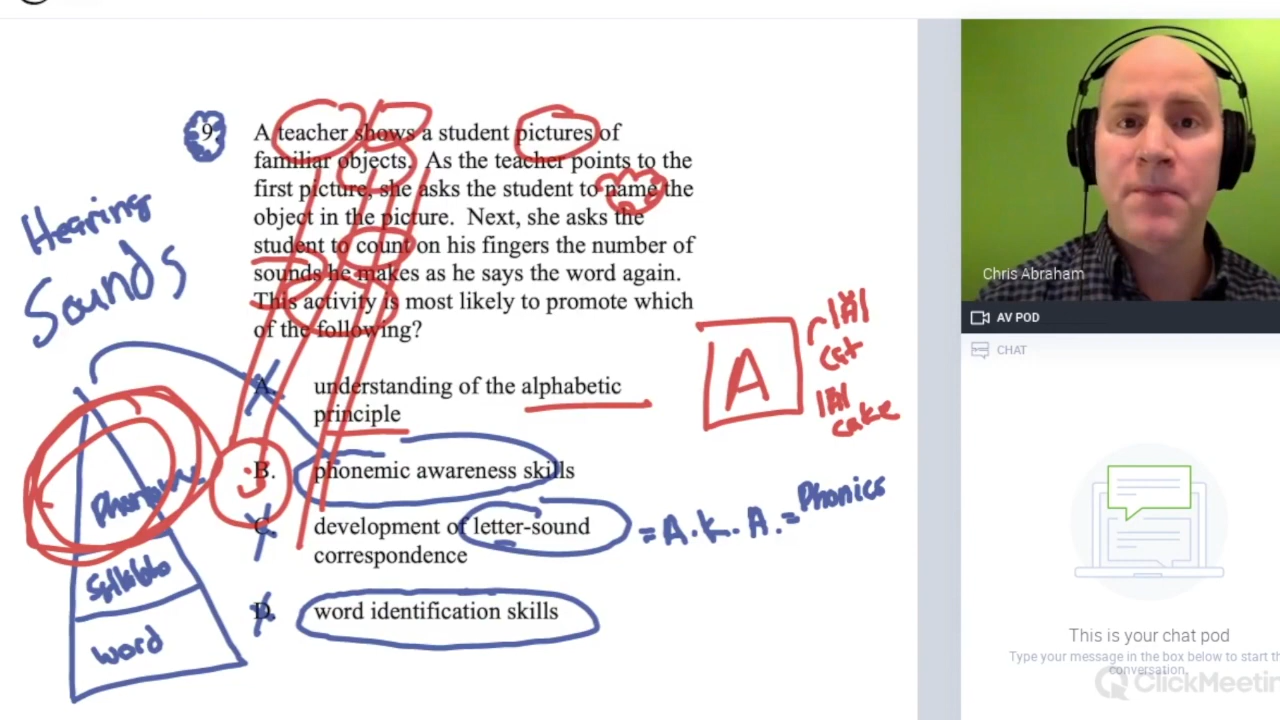 9. A teacher shows a student pictures of
familiar objects. As the teacher points to the
first picture, she asks the student to name the
object in the picture. Next, she asks the
student to count on his fingers the number of
sounds he makes as he says the word again.
This activity is most likely to promote which
of the following?
A. understanding of the alphabetic
principle
B. phonemic awareness skills
C. development of letter-sound
correspondence
D. word identification skills
Hearing
Sounds
Syllable
word
A
cat
cake
= A.K.A. = Phonics
Chris Abraham
AV POD
CHAT
This is your chat pod
Type your message in the box below to start th
conversation.
ClickMeetin